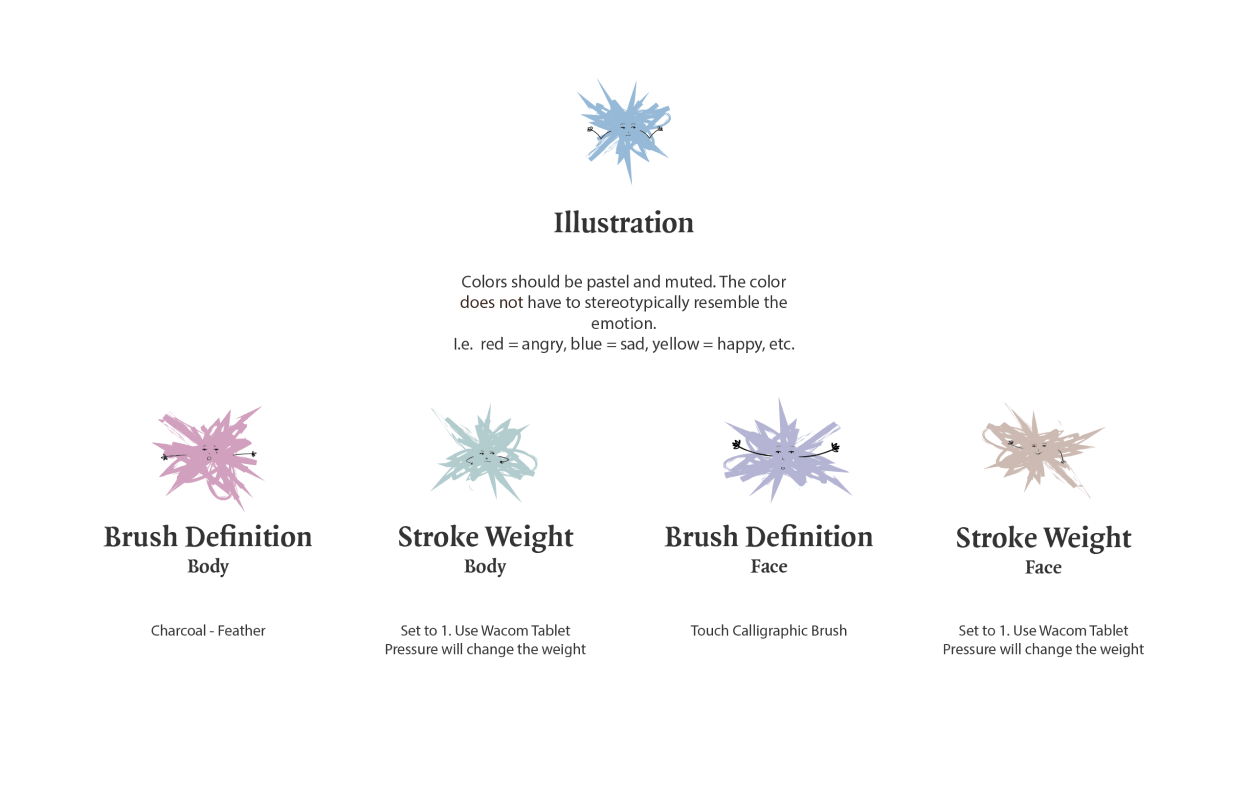 Illustration
Colors should be pastel and muted. The color
does not have to stereotypically resemble the
emotion.
I.e.  red = angry, blue = sad, yellow = happy, etc.
Brush Definition
Body
Charcoal - Feather
Stroke Weight
Body
Set to 1. Use Wacom Tablet
Pressure will change the weight
Brush Definition
Face
Touch Calligraphic Brush
Stroke Weight
Face
Set to 1. Use Wacom Tablet
Pressure will change the weight